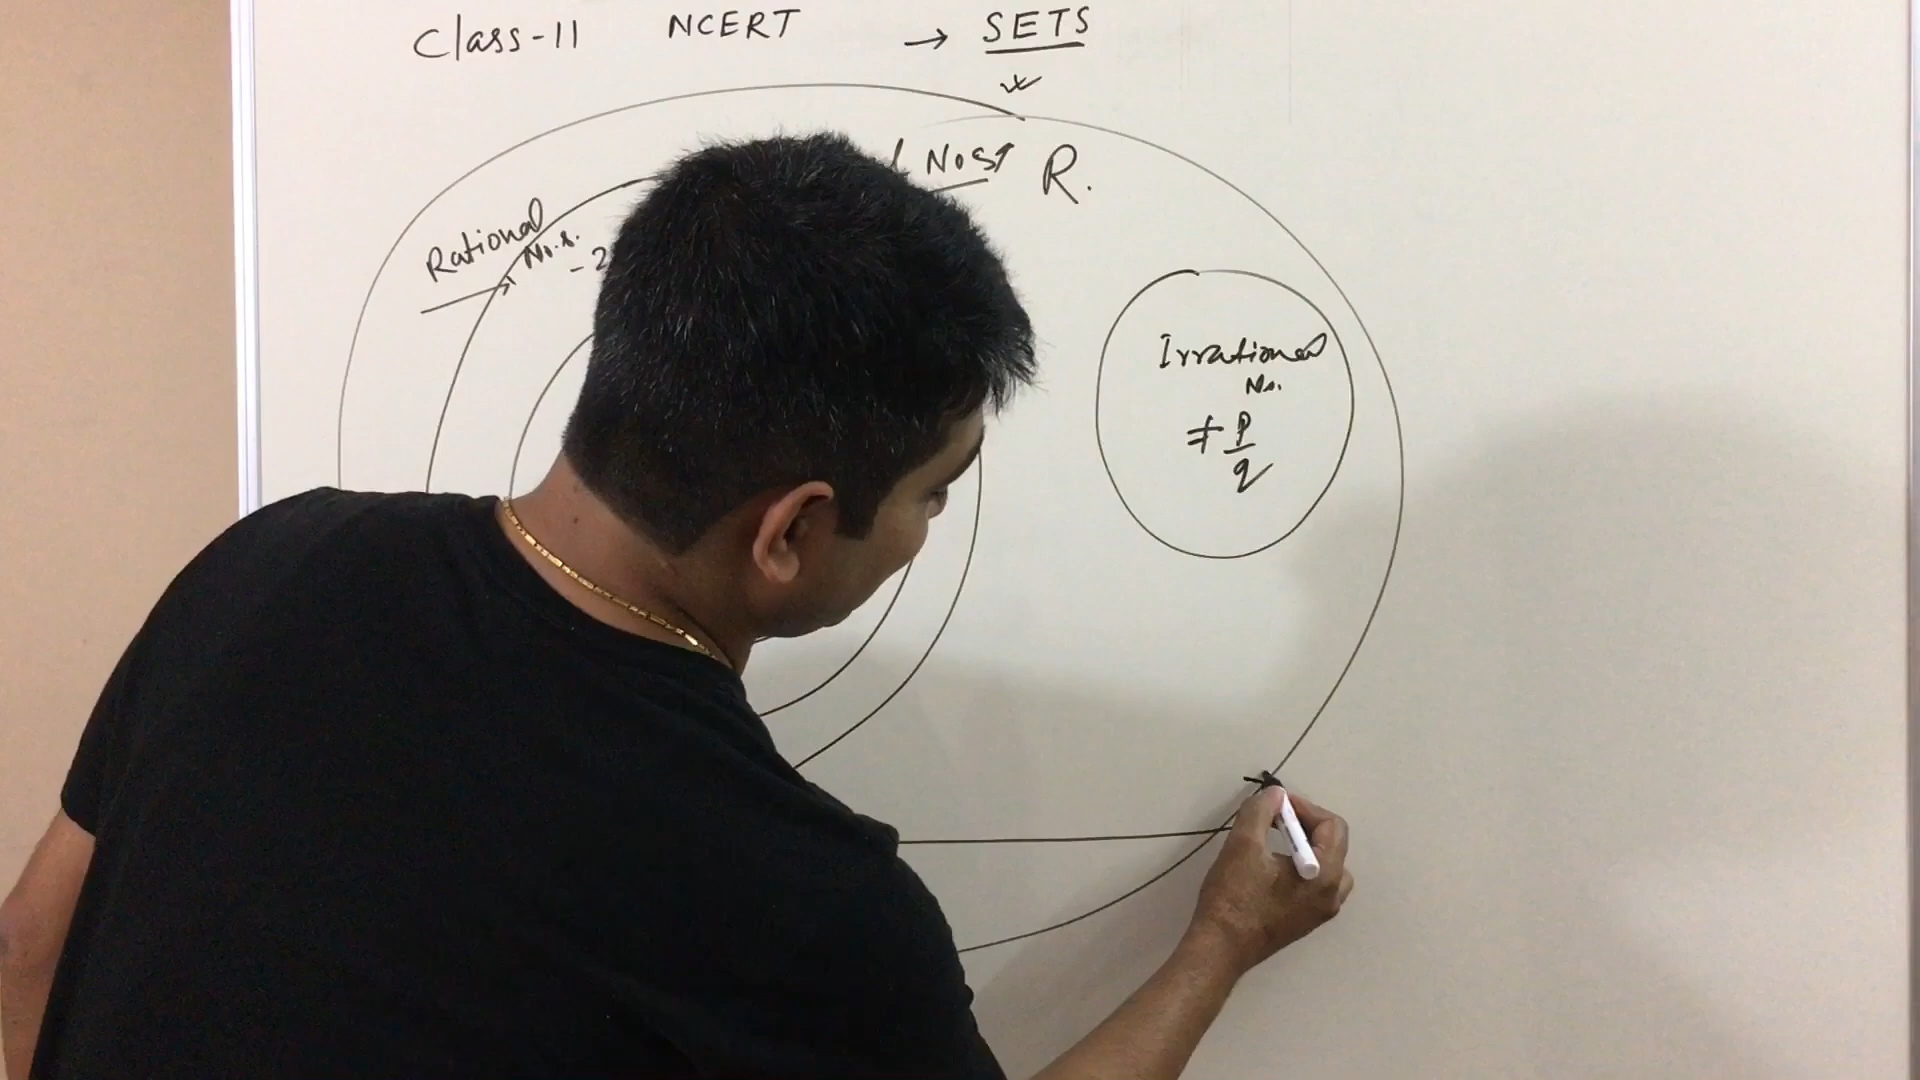 Class-11 NCERT → SETS
Nos R.
Rational
No.s.
-2
Irrational
No.
≠ p/q